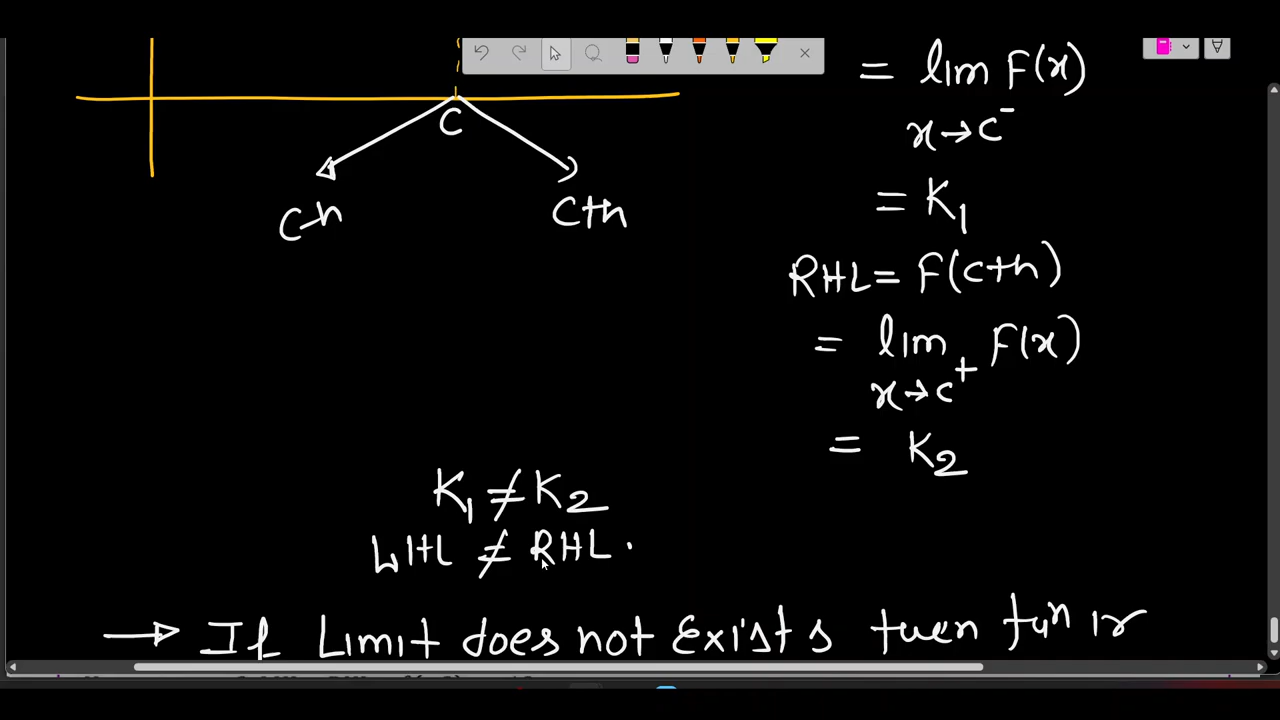 C
C-h
C+h
= lim F(x)
x→c⁻
= K₁
RHL = F(c+h)
= lim F(x)
x→c⁺
= K₂
K₁ ≠ K₂
LHL ≠ RHL.
→ If Limit does not Exists then fun is